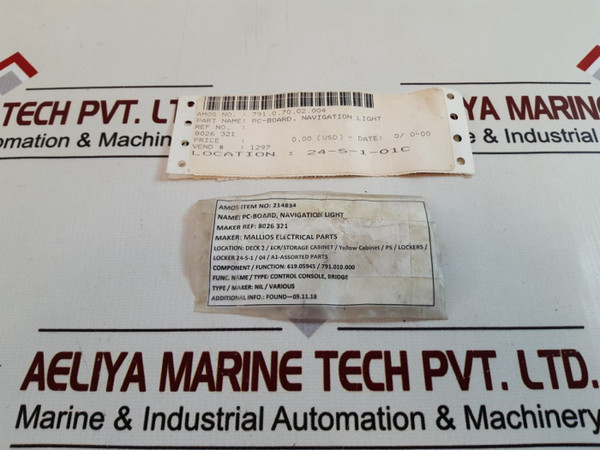 TECH PVT. L
AELIYA MARINE
omation & Machinery
Marine & Industrial A
AMOS NO. : 791.0.70.02.004
PART NAME: PC-BOARD, NAVIGATION LIGHT
REF NO. :
8026 321
PRICE : 0.00 (USD) - DATE: 0/ 0-00
VEND # : 1297
LOCATION : 24-5-1-01C
AMOS ITEM NO: 214834
NAME: PC-BOARD, NAVIGATION LIGHT
MAKER REF: 8026 321
MAKER: MALLIOS ELECTRICAL PARTS
LOCATION: DECK 2 / ECR/STORAGE CABINET / Yellow Cabinet / PS / LOCKERS /
LOCKER 24-5-1 / 04 / A1-ASSORTED PARTS
COMPONENT / FUNCTION: 619.05945 / 791.010.000
FUNC. NAME / TYPE: CONTROL CONSOLE, BRIDGE
TYPE / MAKER: NIL / VARIOUS
ADDITIONAL INFO.: FOUND—09.11.18
AELIYA MARINE TECH PVT. LTD.
Marine & Industrial Automation & Machinery